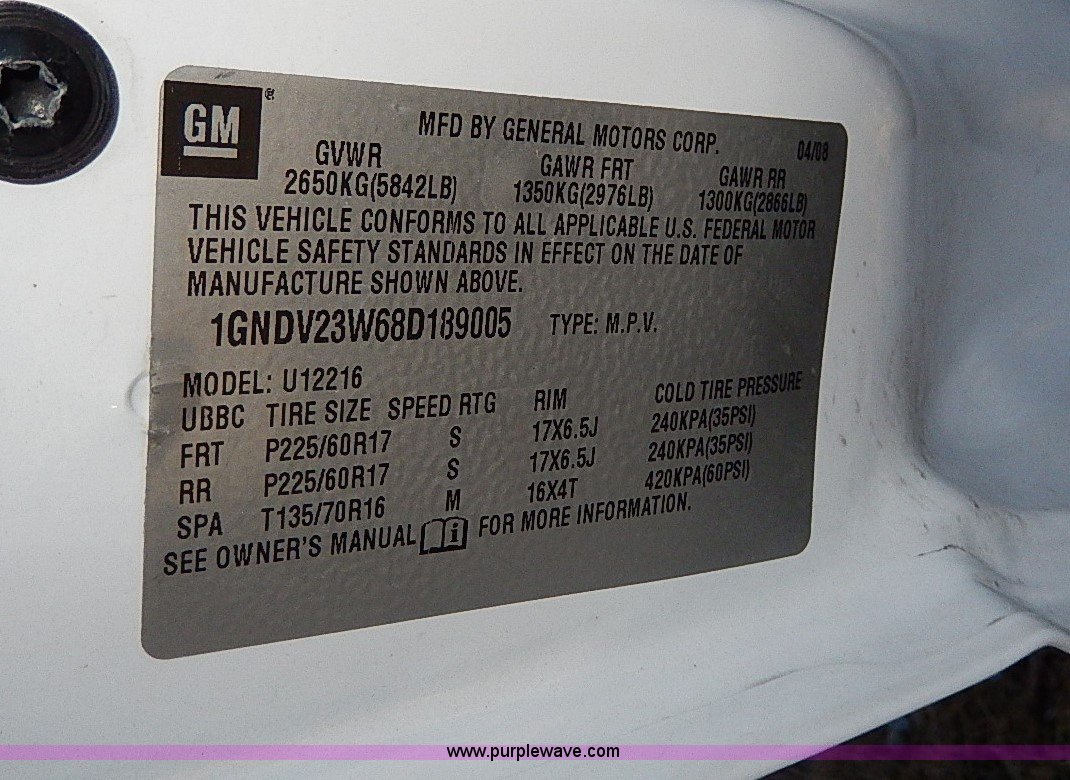 GM
MFD BY GENERAL MOTORS CORP. 04/08
GVWR GAWR FRT GAWR RR
2650KG(5842LB) 1350KG(2976LB) 1300KG(2866LB)
THIS VEHICLE CONFORMS TO ALL APPLICABLE U.S. FEDERAL MOTOR
VEHICLE SAFETY STANDARDS IN EFFECT ON THE DATE OF
MANUFACTURE SHOWN ABOVE.
1GNDV23W68D189005 TYPE: M.P.V.
MODEL: U12216
UBBC TIRE SIZE SPEED RTG RIM COLD TIRE PRESSURE
FRT P225/60R17 S 17X6.5J 240KPA(35PSI)
RR P225/60R17 S 17X6.5J 240KPA(35PSI)
SPA T135/70R16 M 16X4T 420KPA(60PSI)
SEE OWNER'S MANUAL i FOR MORE INFORMATION.
www.purplewave.com